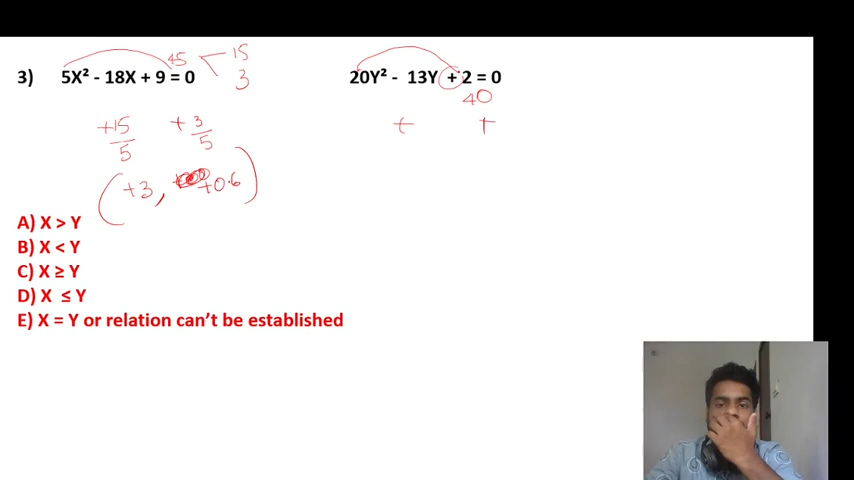 3) 5X² - 18X + 9 = 0 20Y² - 13Y + 2 = 0
45 15
3
40
+15/5 +3/5 + +
(+3, +0.6)
A) X > Y
B) X < Y
C) X ≥ Y
D) X ≤ Y
E) X = Y or relation can't be established